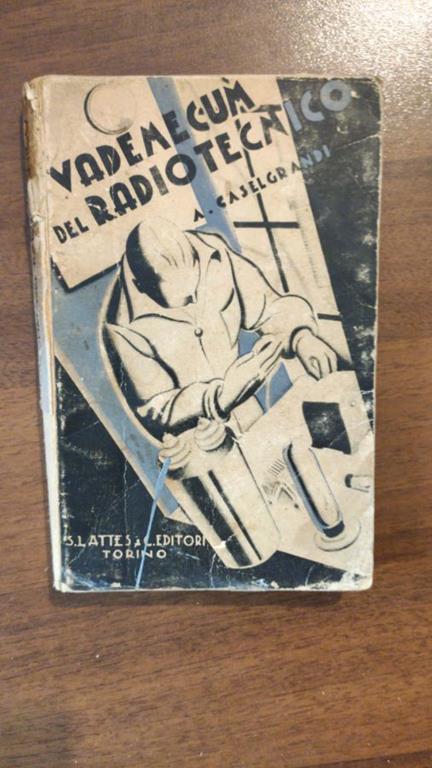 VADEMECUM
DEL RADIOTECNICO
A. CASELGRANDI
S. LATTES & C. EDITORI
TORINO